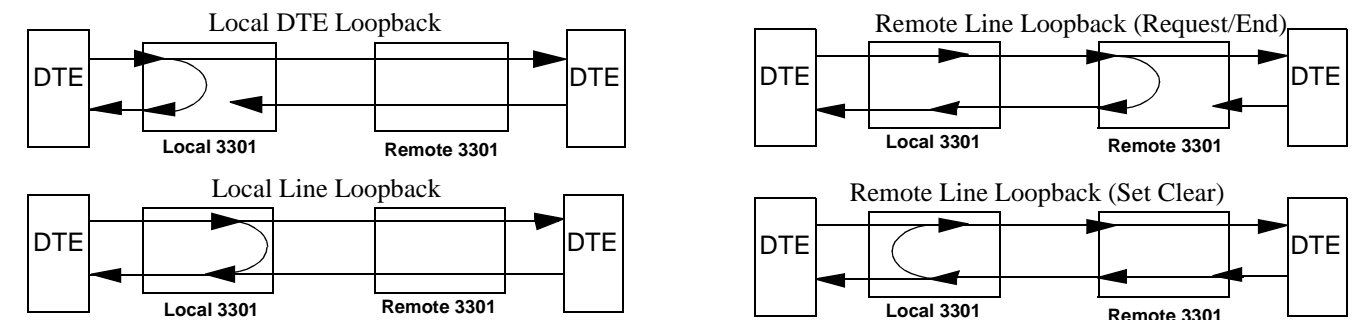 Local DTE Loopback
DTE
DTE
Local 3301
Remote 3301
Remote Line Loopback (Request/End)
DTE
DTE
Local 3301
Remote 3301
Local Line Loopback
DTE
DTE
Local 3301
Remote 3301
Remote Line Loopback (Set Clear)
DTE
DTE
Local 3301
Remote 3301